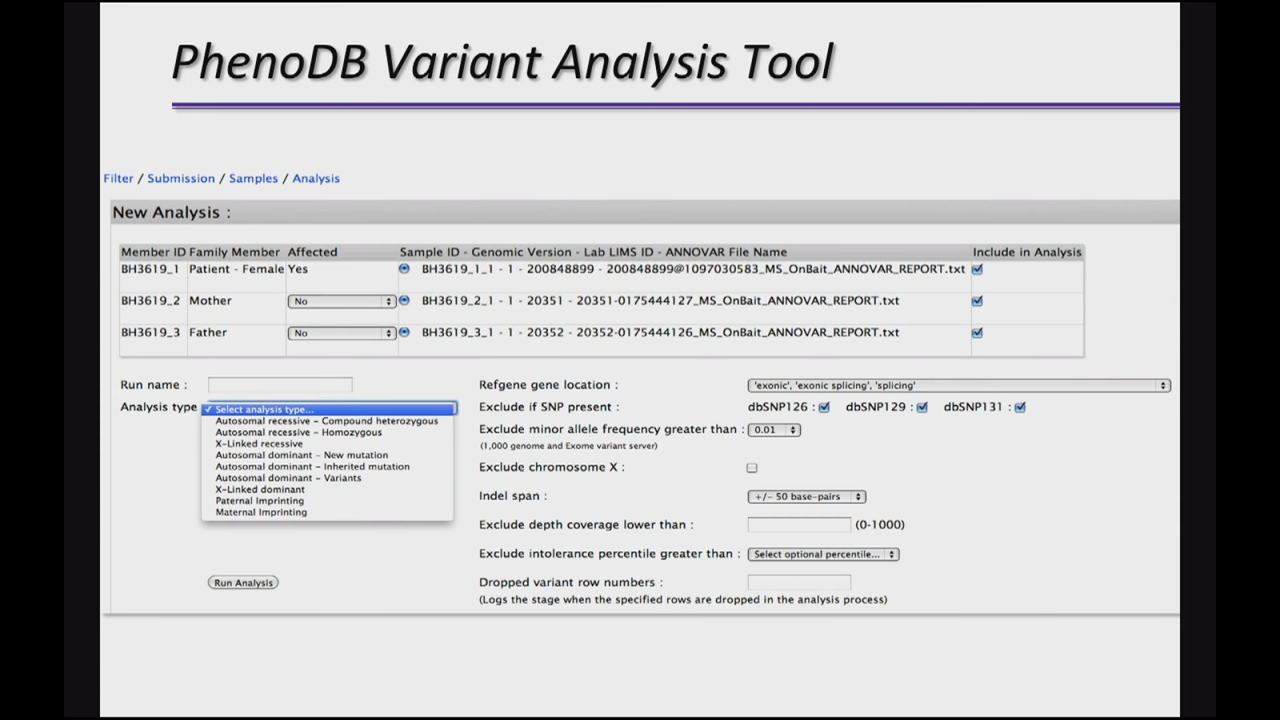 PhenoDB Variant Analysis Tool
Filter / Submission / Samples / Analysis
New Analysis :
Member ID Family Member Affected Sample ID - Genomic Version - Lab LIMS ID - ANNOVAR File Name Include in Analysis
BH3619_1 Patient - Female Yes BH3619_1_1 - 1 - 200848899 - 200848899@1097030583_MS_OnBait_ANNOVAR_REPORT.txt
BH3619_2 Mother No BH3619_2_1 - 1 - 20351 - 20351-0175444127_MS_OnBait_ANNOVAR_REPORT.txt
BH3619_3 Father No BH3619_3_1 - 1 - 20352 - 20352-0175444126_MS_OnBait_ANNOVAR_REPORT.txt
Run name :
Analysis type
✓ Select analysis type...
Autosomal recessive - Compound heterozygous
Autosomal recessive - Homozygous
X-Linked recessive
Autosomal dominant - New mutation
Autosomal dominant - Inherited mutation
Autosomal dominant - Variants
X-Linked dominant
Paternal Imprinting
Maternal Imprinting
Run Analysis
Refgene gene location : 'exonic', 'exonic splicing', 'splicing'
Exclude if SNP present : dbSNP126 : dbSNP129 : dbSNP131 :
Exclude minor allele frequency greater than : 0.01
(1,000 genome and Exome variant server)
Exclude chromosome X :
Indel span : +/- 50 base-pairs
Exclude depth coverage lower than : (0-1000)
Exclude intolerance percentile greater than : Select optional percentile...
Dropped variant row numbers :
(Logs the stage when the specified rows are dropped in the analysis process)